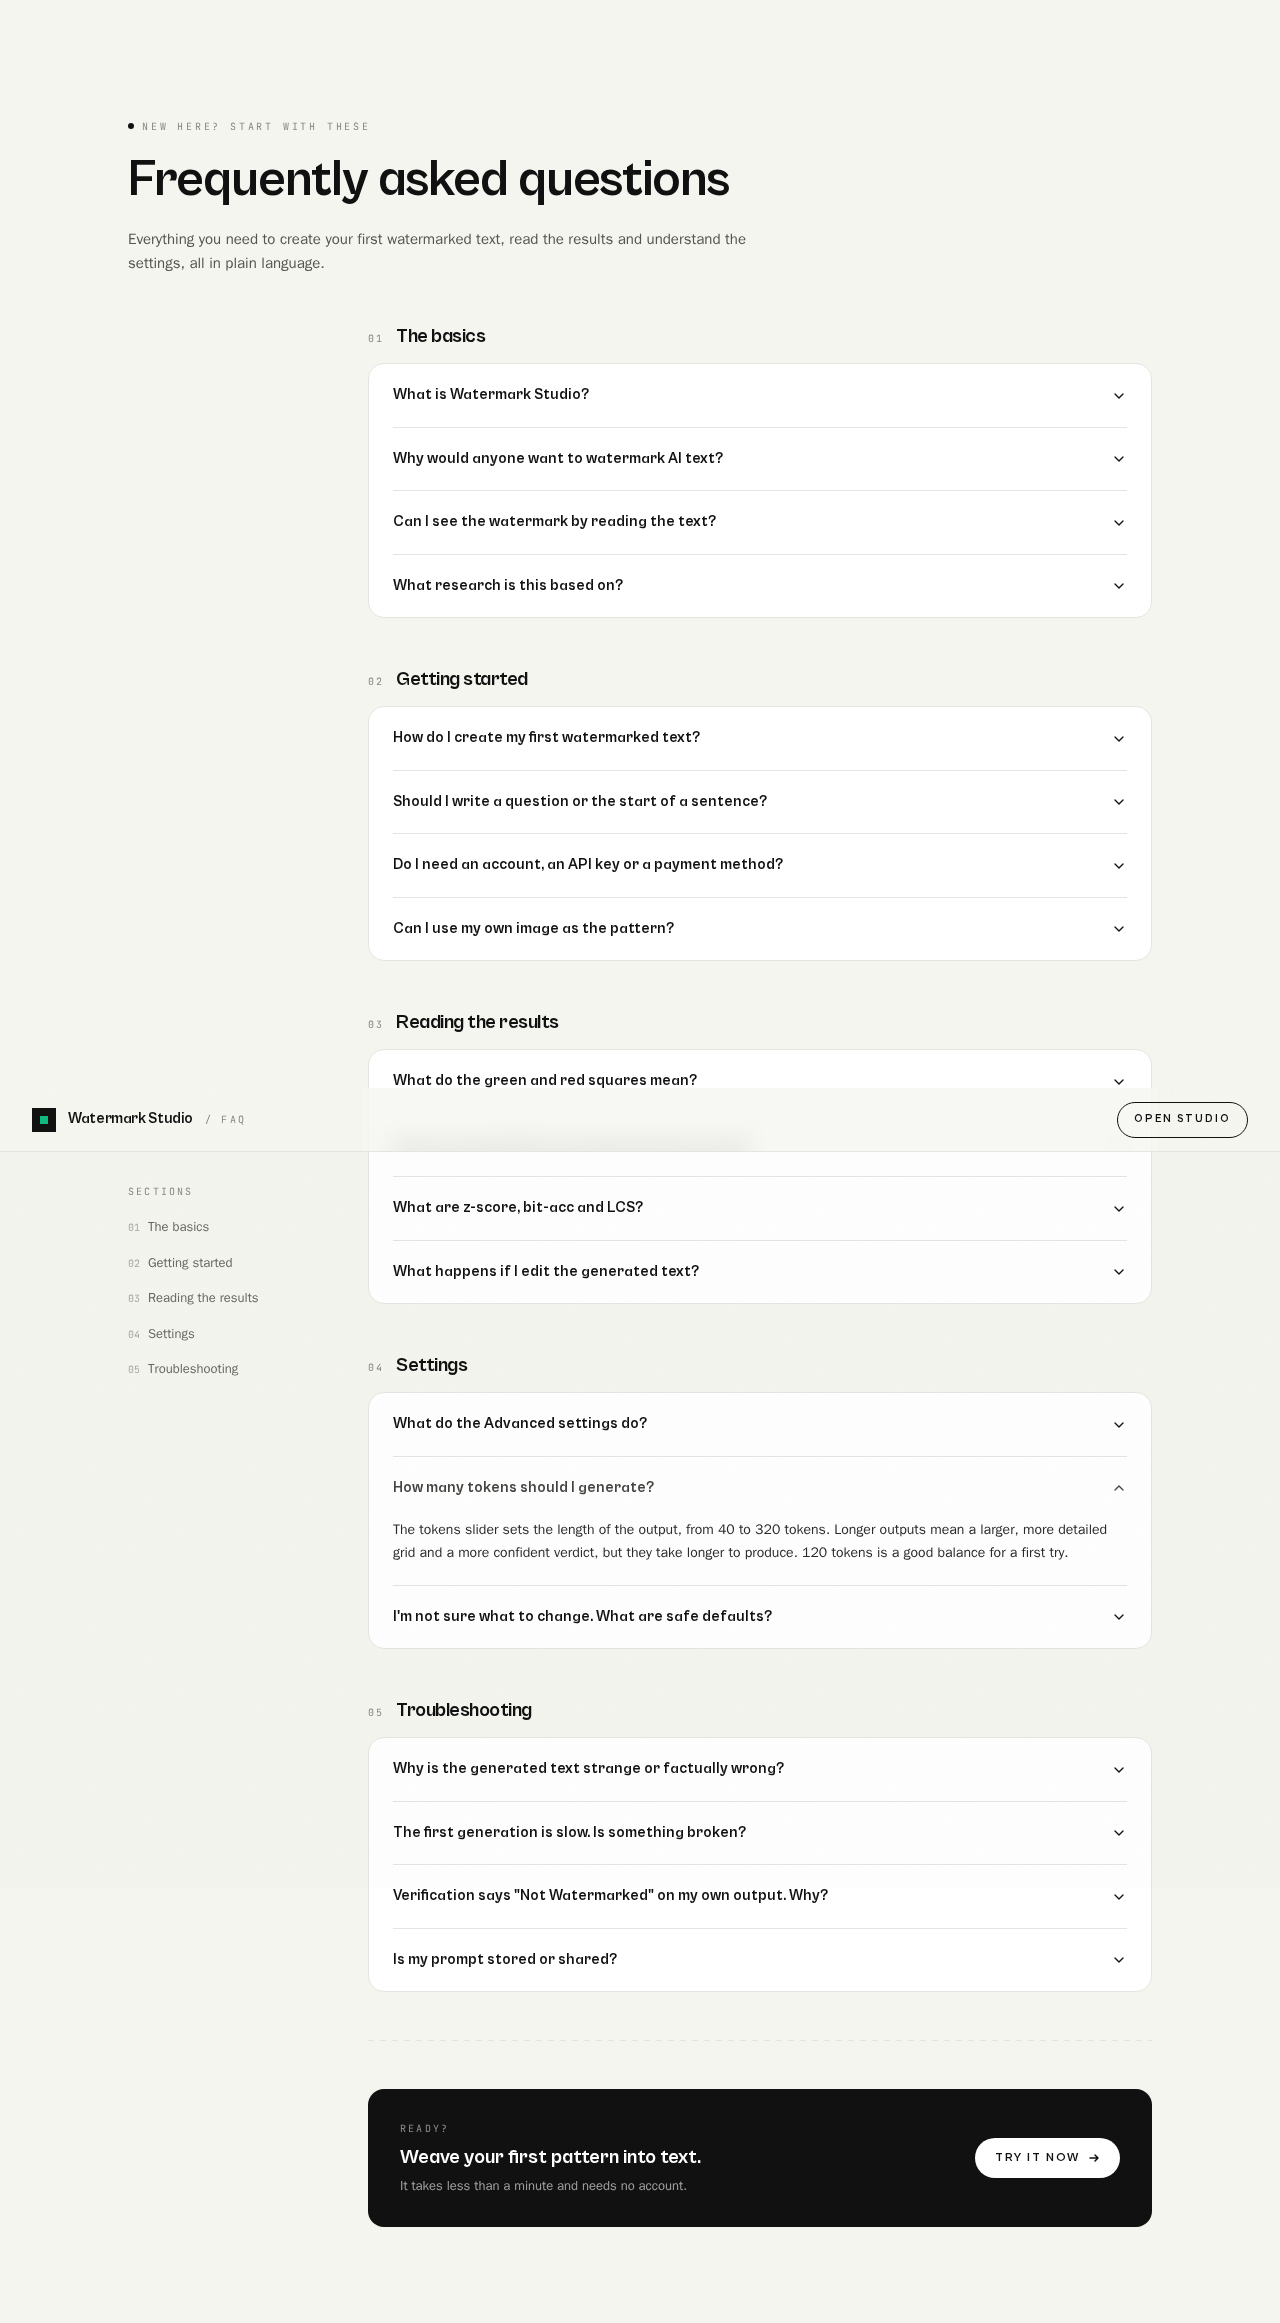 NEW HERE? START WITH THESE
Frequently asked questions
Everything you need to create your first watermarked text, read the results and understand the
settings, all in plain language.
01 The basics
What is Watermark Studio?
Why would anyone want to watermark AI text?
Can I see the watermark by reading the text?
What research is this based on?
02 Getting started
How do I create my first watermarked text?
Should I write a question or the start of a sentence?
Do I need an account, an API key or a payment method?
Can I use my own image as the pattern?
03 Reading the results
What do the green and red squares mean?
Watermark Studio / FAQ
OPEN STUDIO
SECTIONS
01 The basics
02 Getting started
03 Reading the results
04 Settings
05 Troubleshooting
What are z-score, bit-acc and LCS?
What happens if I edit the generated text?
04 Settings
What do the Advanced settings do?
How many tokens should I generate?
The tokens slider sets the length of the output, from 40 to 320 tokens. Longer outputs mean a larger, more detailed
grid and a more confident verdict, but they take longer to produce. 120 tokens is a good balance for a first try.
I'm not sure what to change. What are safe defaults?
05 Troubleshooting
Why is the generated text strange or factually wrong?
The first generation is slow. Is something broken?
Verification says "Not Watermarked" on my own output. Why?
Is my prompt stored or shared?
READY?
Weave your first pattern into text.
It takes less than a minute and needs no account.
TRY IT NOW →